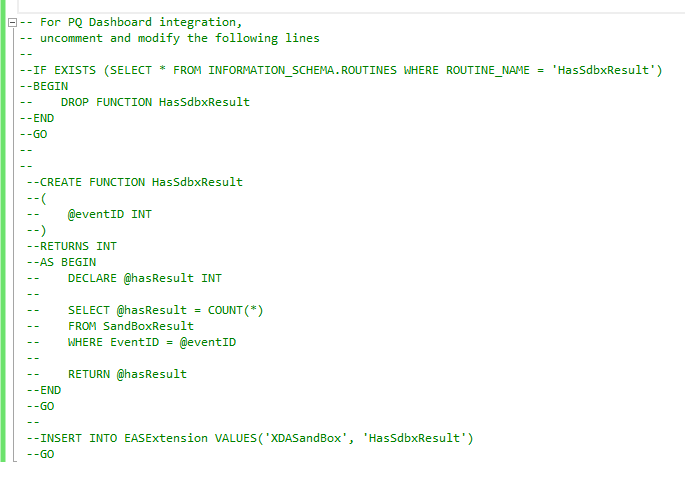 -- For PQ Dashboard integration,
-- uncomment and modify the following lines
--
--IF EXISTS (SELECT * FROM INFORMATION_SCHEMA.ROUTINES WHERE ROUTINE_NAME = 'HasSdbxResult')
--BEGIN
--    DROP FUNCTION HasSdbxResult
--END
--GO
--
--
--CREATE FUNCTION HasSdbxResult
--(
--    @eventID INT
--)
--RETURNS INT
--AS BEGIN
--    DECLARE @hasResult INT
--
--    SELECT @hasResult = COUNT(*)
--    FROM SandBoxResult
--    WHERE EventID = @eventID
--
--    RETURN @hasResult
--END
--GO
--
--INSERT INTO EASExtension VALUES('XDASandBox', 'HasSdbxResult')
--GO